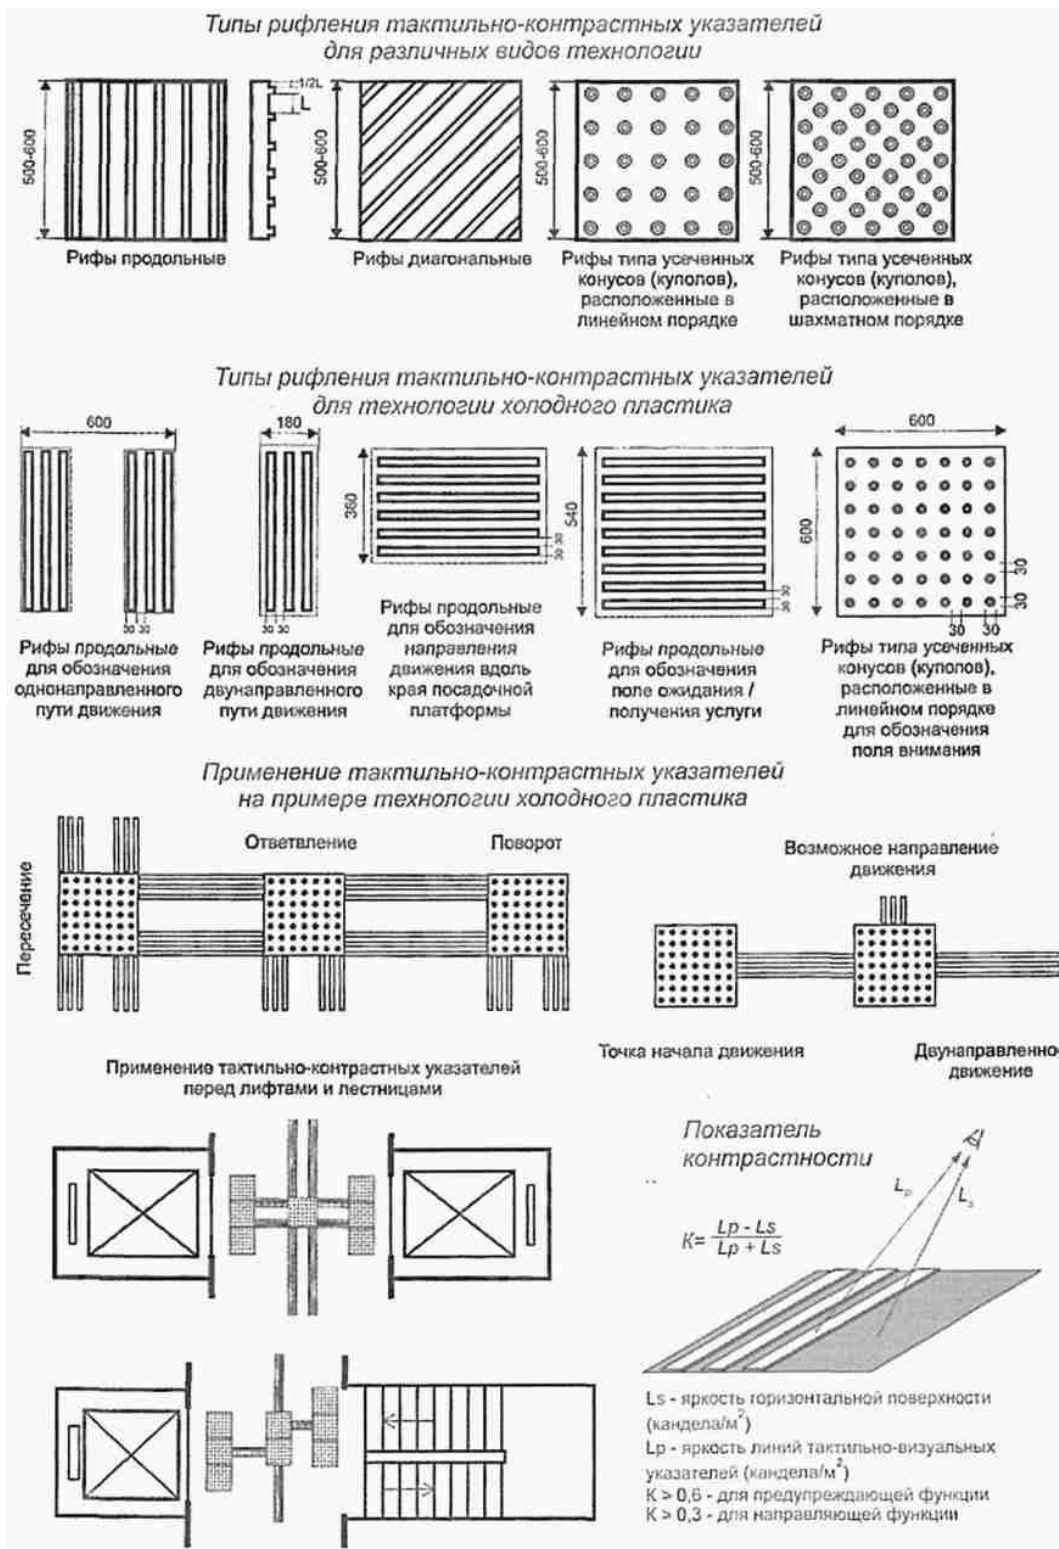 Типы рифления тактильно-контрастных указателей
для различных видов технологии
500-600
1/2L
L
500-600
500-600
500-600
Рифы продольные
Рифы диагональные
Рифы типа усеченных
конусов (куполов),
расположенные в
линейном порядке
Рифы типа усеченных
конусов (куполов),
расположенные в
шахматном порядке
Типы рифления тактильно-контрастных указателей
для технологии холодного пластика
600
180
360
540
600
600
30 30
30 30
30
30
30
30
30
30
30 30
Рифы продольные
для обозначения
однонаправленного
пути движения
Рифы продольные
для обозначения
двунаправленного
пути движения
Рифы продольные
для обозначения
направления
движения вдоль
края посадочной
платформы
Рифы продольные
для обозначения
поле ожидания /
получения услуги
Рифы типа усеченных
конусов (куполов),
расположенные в
линейном порядке
для обозначения
поля внимания
Применение тактильно-контрастных указателей
на примере технологии холодного пластика
Пересечение
Ответвление
Поворот
Возможное направление
движения
Точка начала движения
Двунаправленно
движение
Применение тактильно-контрастных указателей
перед лифтами и лестницами
Показатель
контрастности
Lp
Ls
K= Lp - Ls
Lp + Ls
Ls - яркость горизонтальной поверхности
(кандела/м²)
Lp - яркость линий тактильно-визуальных
указателей (кандела/м²)
K > 0,6 - для предупреждающей функции
K > 0,3 - для направляющей функции